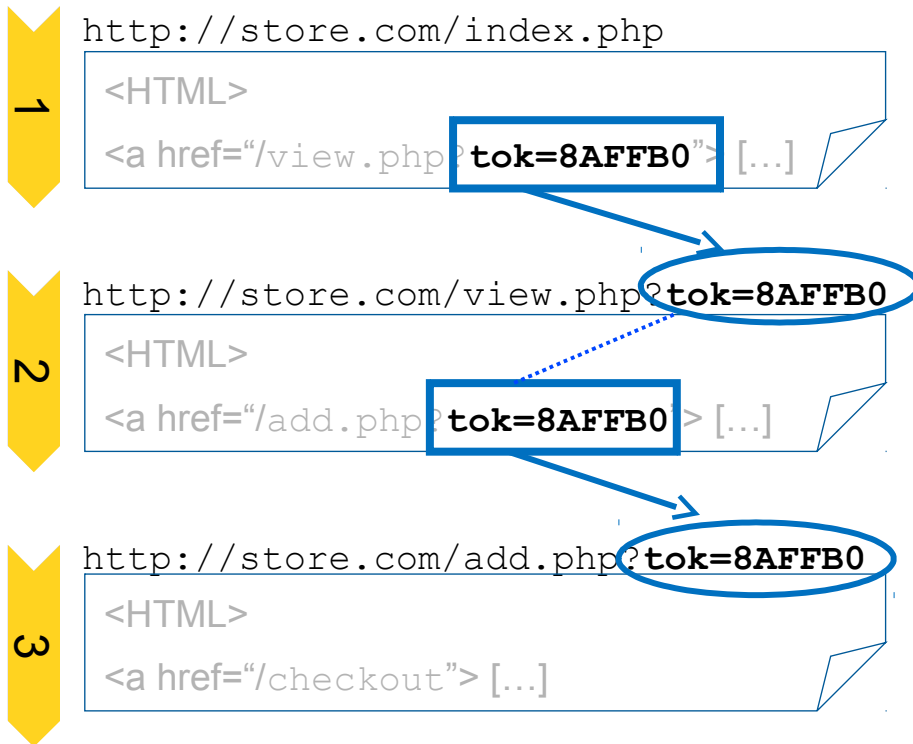 http://store.com/index.php
1
<HTML>
<a href=“/view.php?tok=8AFFB0”> […]
http://store.com/view.php?tok=8AFFB0
2
<HTML>
<a href=“/add.php?tok=8AFFB0”> […]
http://store.com/add.php?tok=8AFFB0
3
<HTML>
<a href=“/checkout”> […]